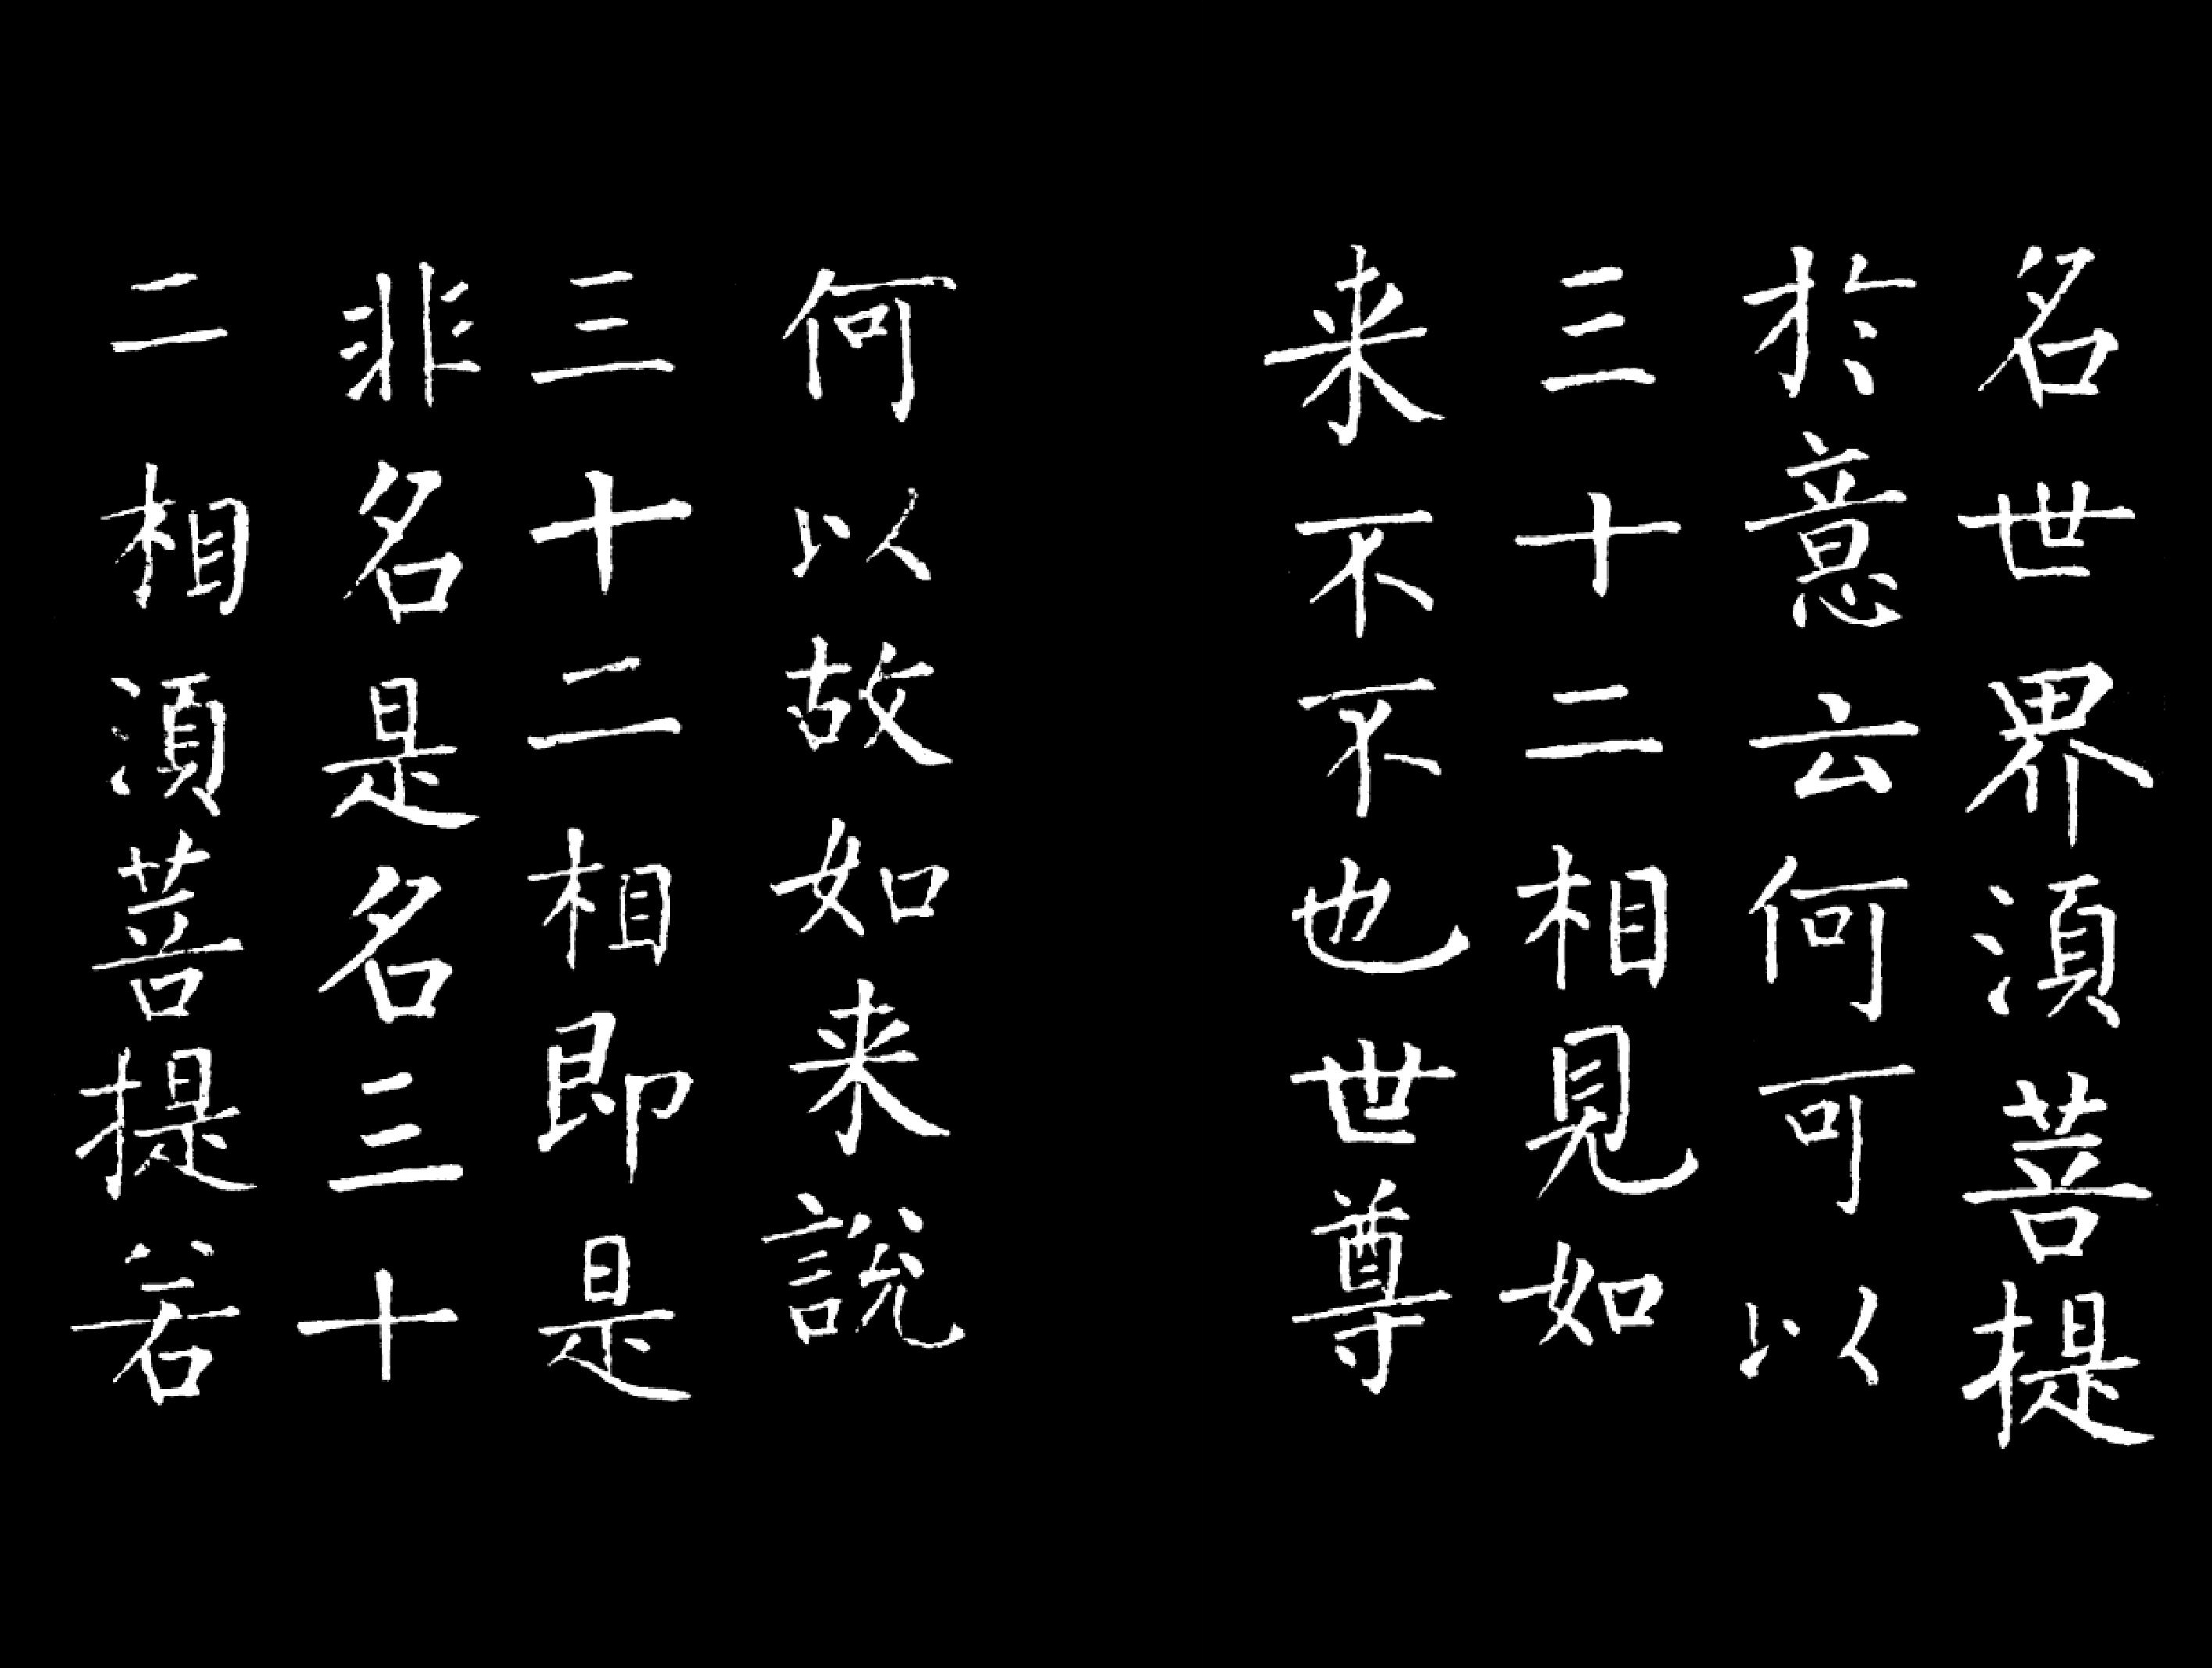 名世界須菩提
於意云何可以
三十二相見如
来不不也世尊
何以故如来說
三十二相即是
非名是名三十
二相須菩提若